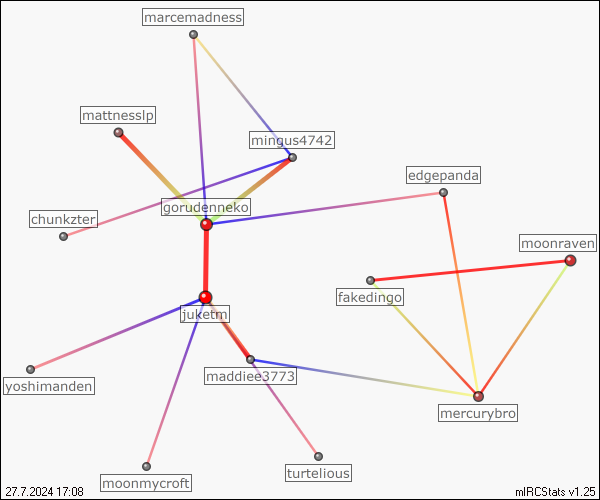 marcemadness
mattnesslp
mingus4742
edgepanda
chunkzter
gorudenneko
moonraven
fakedingo
juketm
maddiee3773
yoshimanden
mercurybro
moonmycroft
turtelious
27.7.2024 17:08
mIRCStats v1.25